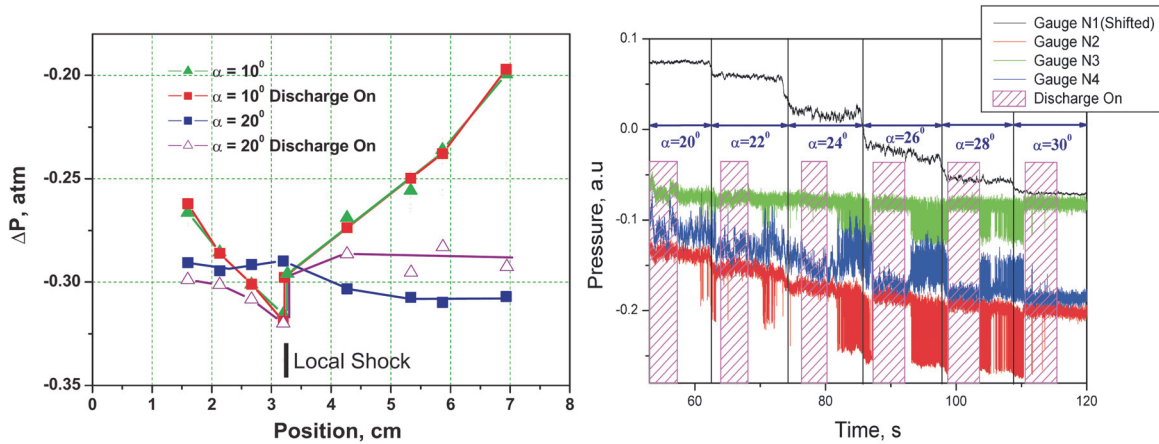 ΔP, atm
-0.20
-0.25
-0.30
-0.35
α = 10⁰
α = 10⁰ Discharge On
α = 20⁰
α = 20⁰ Discharge On
Local Shock
0 1 2 3 4 5 6 7 8
Position, cm
Gauge N1(Shifted)
Gauge N2
Gauge N3
Gauge N4
Discharge On
Pressure, a.u
0.1
0.0
-0.1
-0.2
α=20⁰ α=22⁰ α=24⁰ α=26⁰ α=28⁰ α=30⁰
60 80 100 120
Time, s